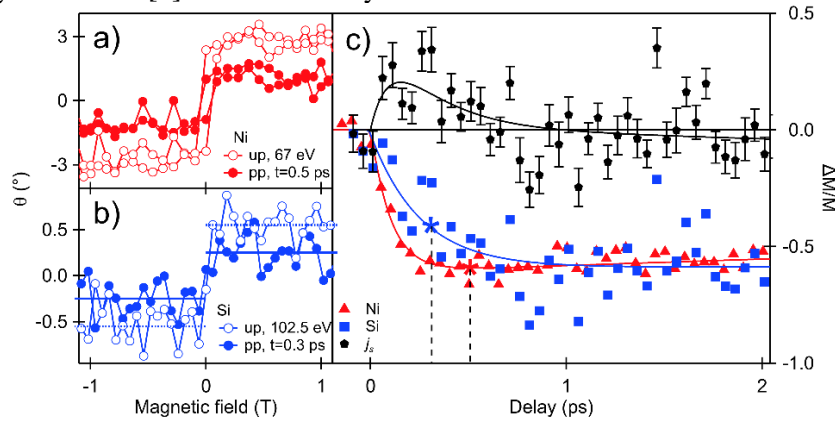 a)
3
0
-3
Ni
up, 67 eV
pp, t=0.5 ps
θ (°)
b)
0.5
0.0
-0.5
Si
up, 102.5 eV
pp, t=0.3 ps
-1
0
1
Magnetic field (T)
c)
0.5
0.0
-0.5
-1.0
ΔM/M
Ni
Si
js
0
1
2
Delay (ps)